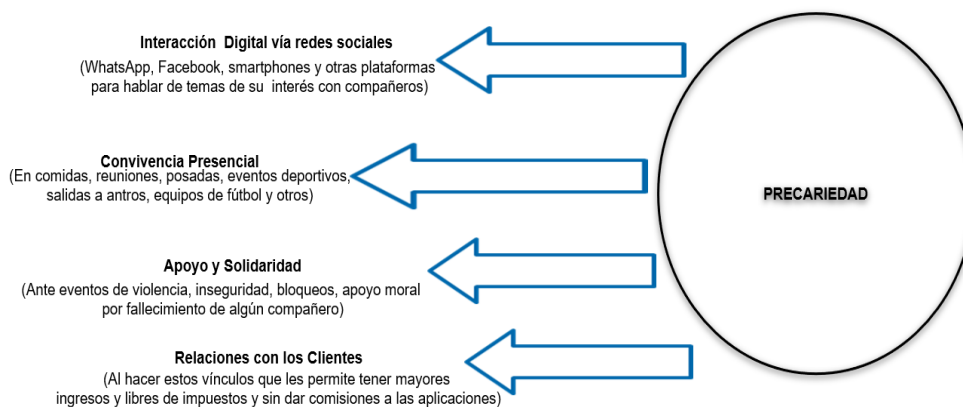 Interacción Digital vía redes sociales
(WhatsApp, Facebook, smartphones y otras plataformas
para hablar de temas de su interés con compañeros)
Convivencia Presencial
(En comidas, reuniones, posadas, eventos deportivos,
salidas a antros, equipos de fútbol y otros)
PRECARIEDAD
Apoyo y Solidaridad
(Ante eventos de violencia, inseguridad, bloqueos, apoyo moral
por fallecimiento de algún compañero)
Relaciones con los Clientes
(Al hacer estos vínculos que les permite tener mayores
ingresos y libres de impuestos y sin dar comisiones a las aplicaciones)